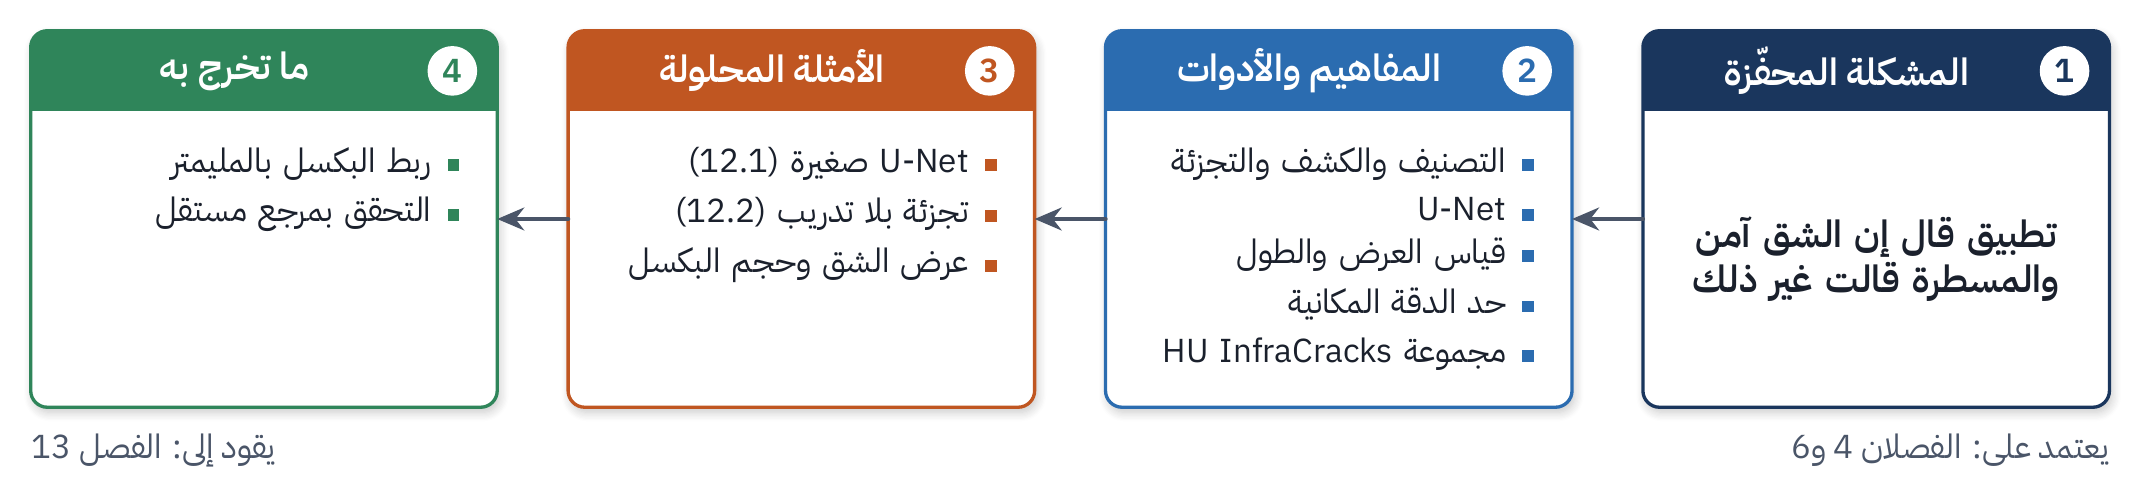 1 المشكلة المحفّزة
تطبيق قال إن الشق آمن
والمسطرة قالت غير ذلك
2 المفاهيم والأدوات
التصنيف والكشف والتجزئة
U-Net
قياس العرض والطول
حد الدقة المكانية
مجموعة HU InfraCracks
3 الأمثلة المحلولة
U-Net صغيرة (12.1)
تجزئة بلا تدريب (12.2)
عرض الشق وحجم البكسل
4 ما تخرج به
ربط البكسل بالمليمتر
التحقق بمرجع مستقل
يعتمد على: الفصلان 4 و6
يقود إلى: الفصل 13